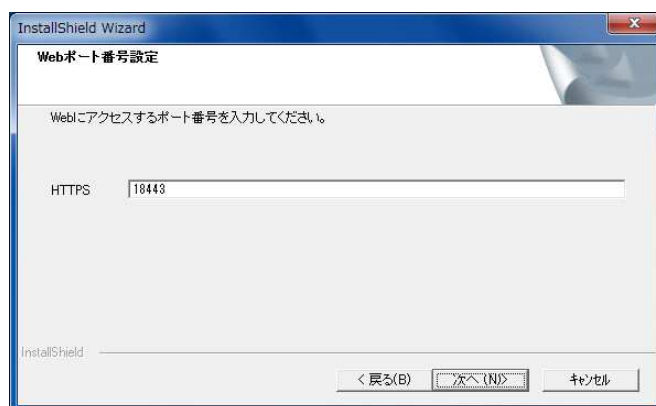 InstallShield Wizard
Webポート番号設定
Webにアクセスするポート番号を入力してください。
HTTPS 18443
InstallShield
< 戻る(B) 次へ(N)> キャンセル